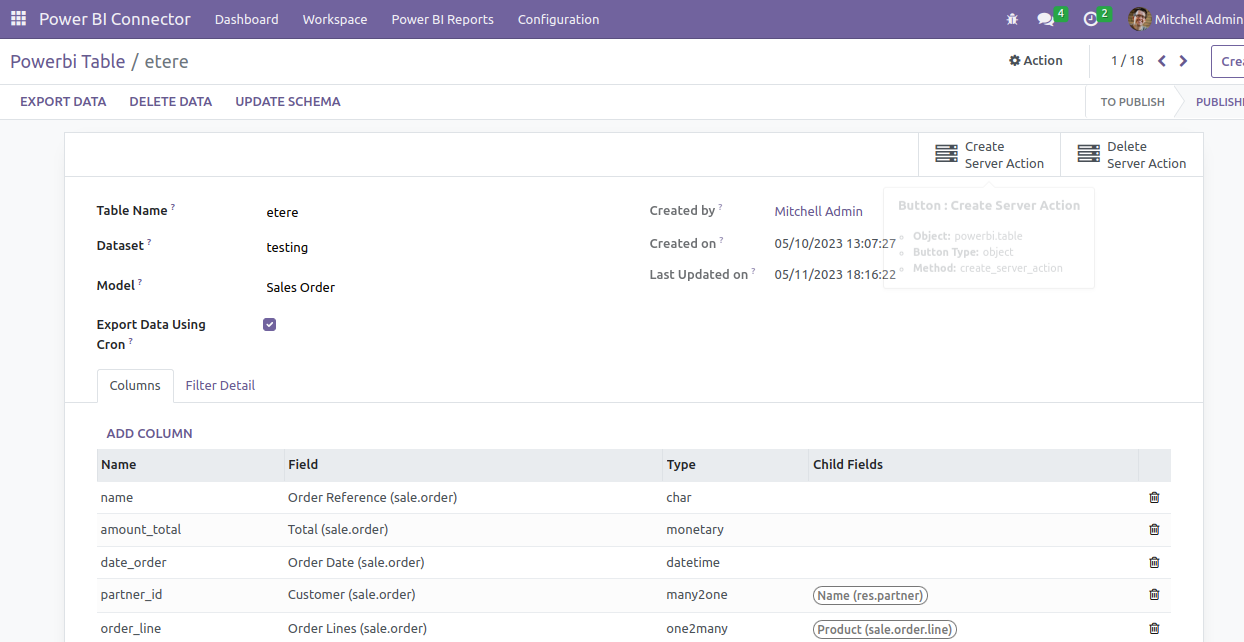 Power BI Connector Dashboard Workspace Power BI Reports Configuration 4 2 Mitchell Admin
Powerbi Table / etere Action 1 / 18
EXPORT DATA DELETE DATA UPDATE SCHEMA TO PUBLISH
Create Server Action
Delete Server Action
Table Name ? etere
Dataset ? testing
Model ? Sales Order
Export Data Using Cron ?
Created by ? Mitchell Admin
Created on ? 05/10/2023 13:07:27
Last Updated on ? 05/11/2023 18:16:22
Button : Create Server Action
Object: powerbi.table
Button Type: object
Method: create_server_action
Columns Filter Detail
ADD COLUMN
Name Field Type Child Fields
name Order Reference (sale.order) char
amount_total Total (sale.order) monetary
date_order Order Date (sale.order) datetime
partner_id Customer (sale.order) many2one Name (res.partner)
order_line Order Lines (sale.order) one2many Product (sale.order.line)